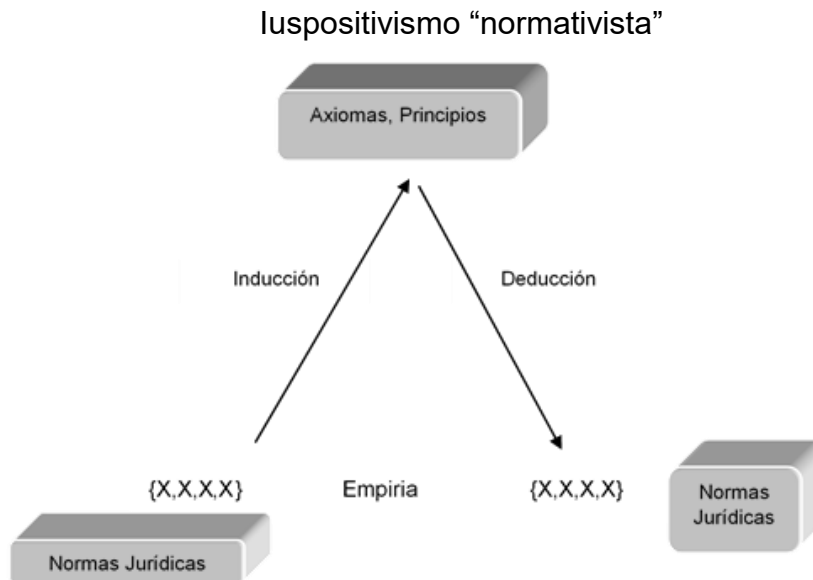 Iuspositivismo “normativista”
Axiomas, Principios
Inducción
Deducción
{X,X,X,X}
Empiria
{X,X,X,X}
Normas
Jurídicas
Normas Jurídicas